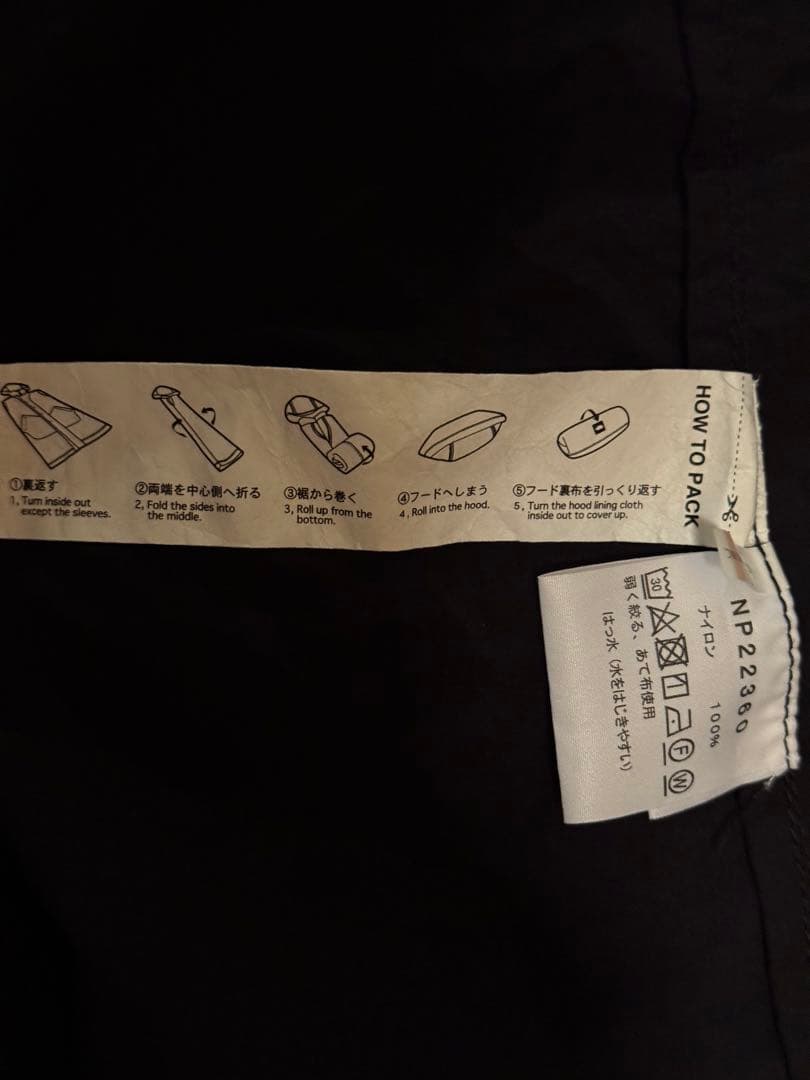 HOW TO PACK
①裏返す
1, Turn inside out
except the sleeves.
②両端を中心側へ折る
2, Fold the sides into
the middle.
③裾から巻く
3, Roll up from the
bottom.
④フードへしまう
4, Roll into the hood.
⑤フード裏布を引っくり返す
5, Turn the hood lining cloth
inside out to cover up.
NP22360
ナイロン 100%
30
F
W
弱く絞る、あて布使用
はっ水(水をはじきやすい)